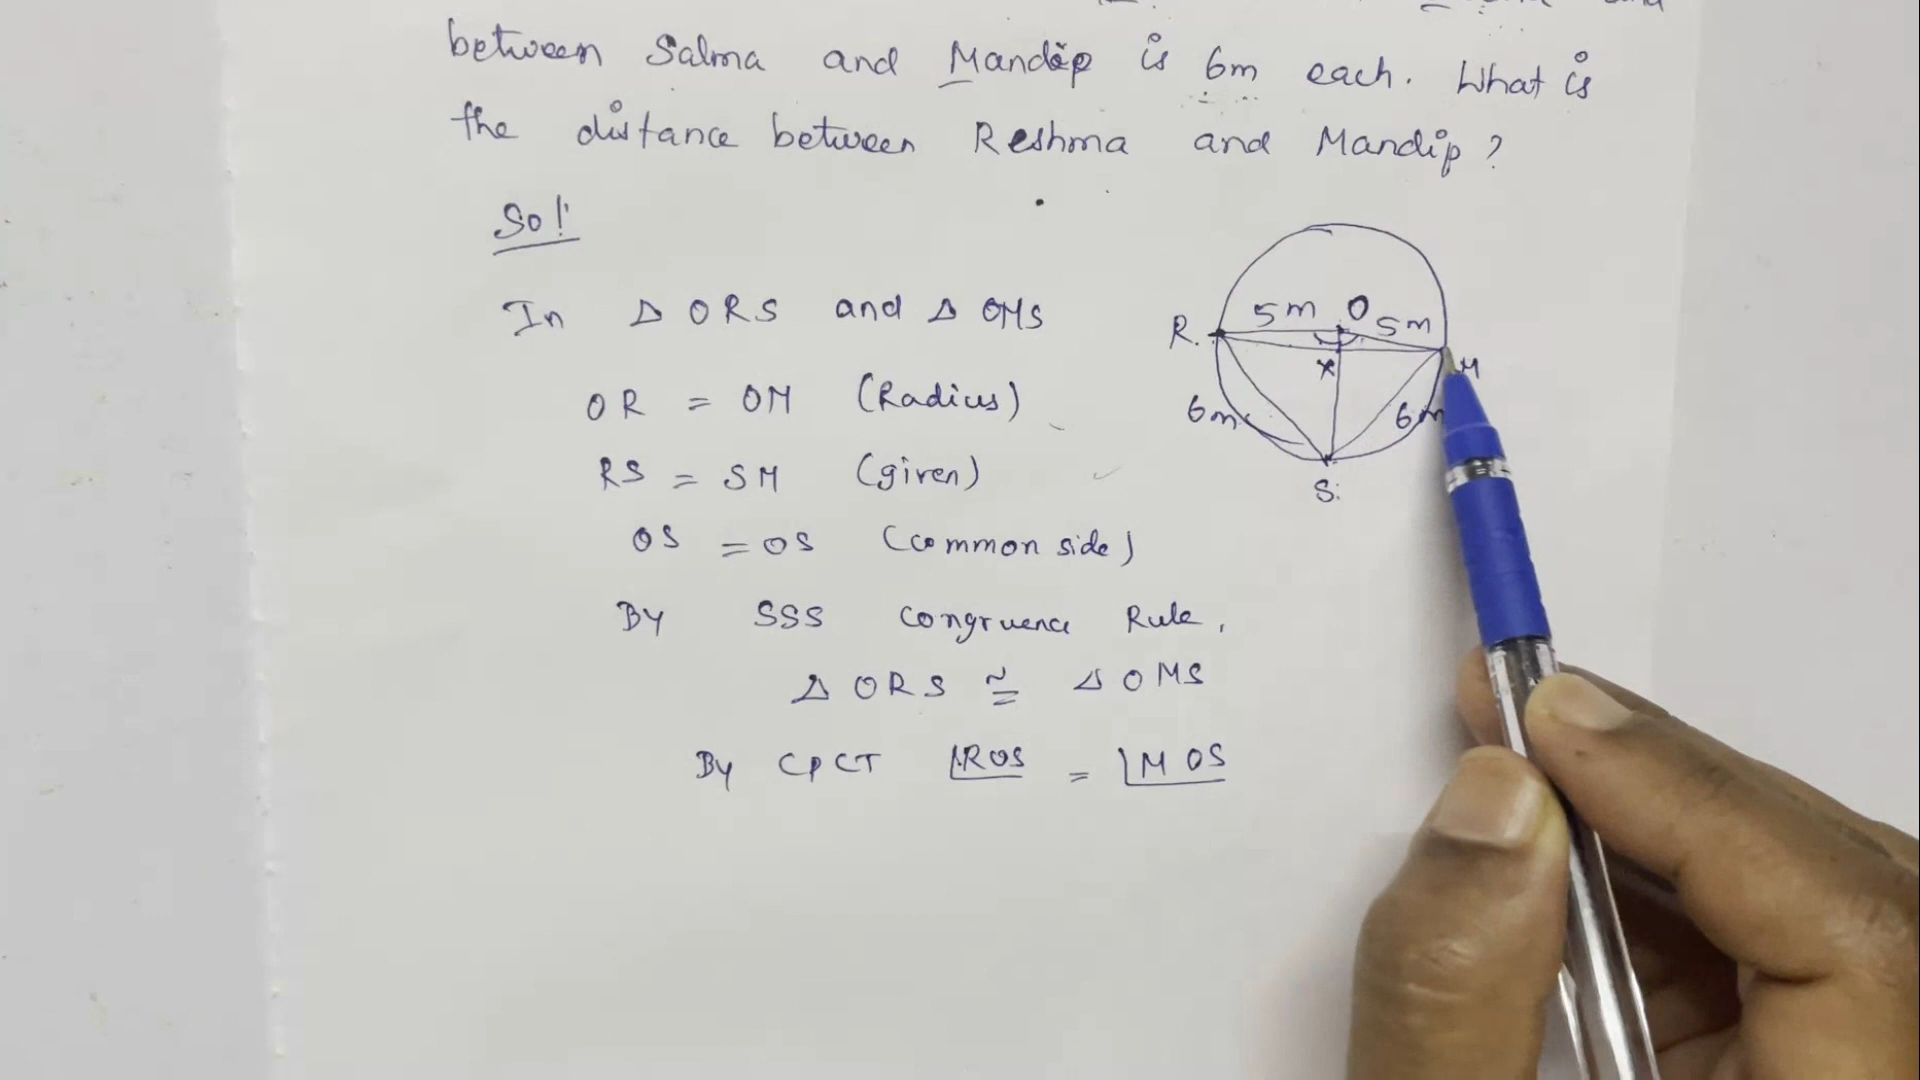 between Salma and Mandip is 6m each. What is
the distance between Reshma and Mandip?
Sol
In Δ ORS and Δ OMS
OR = OM (Radius)
RS = SM (given)
OS = OS (common side)
By SSS Congruence Rule,
Δ ORS ≅ Δ OMS
By CPCT ∠ROS = ∠MOS
5m O 5m
R.
x M
6m 6m
S.